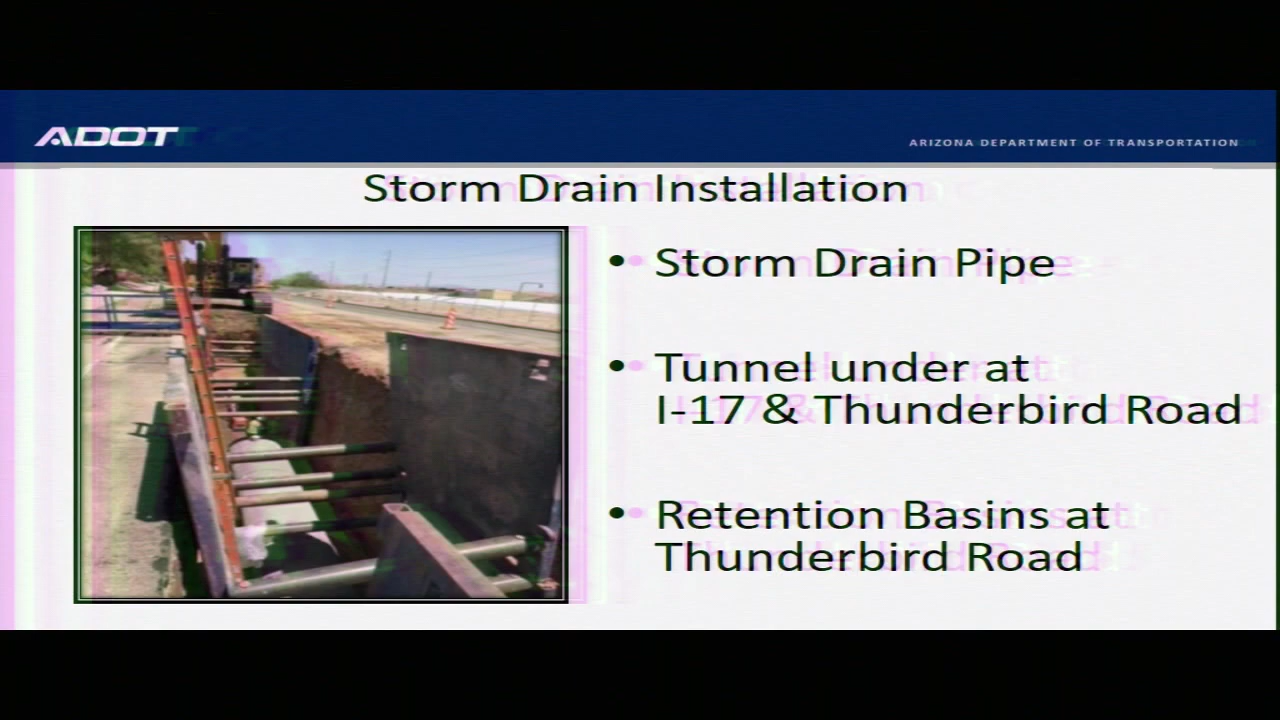 ADOT
ARIZONA DEPARTMENT OF TRANSPORTATION
Storm Drain Installation
• Storm Drain Pipe
• Tunnel under at
I-17 & Thunderbird Road
• Retention Basins at
Thunderbird Road